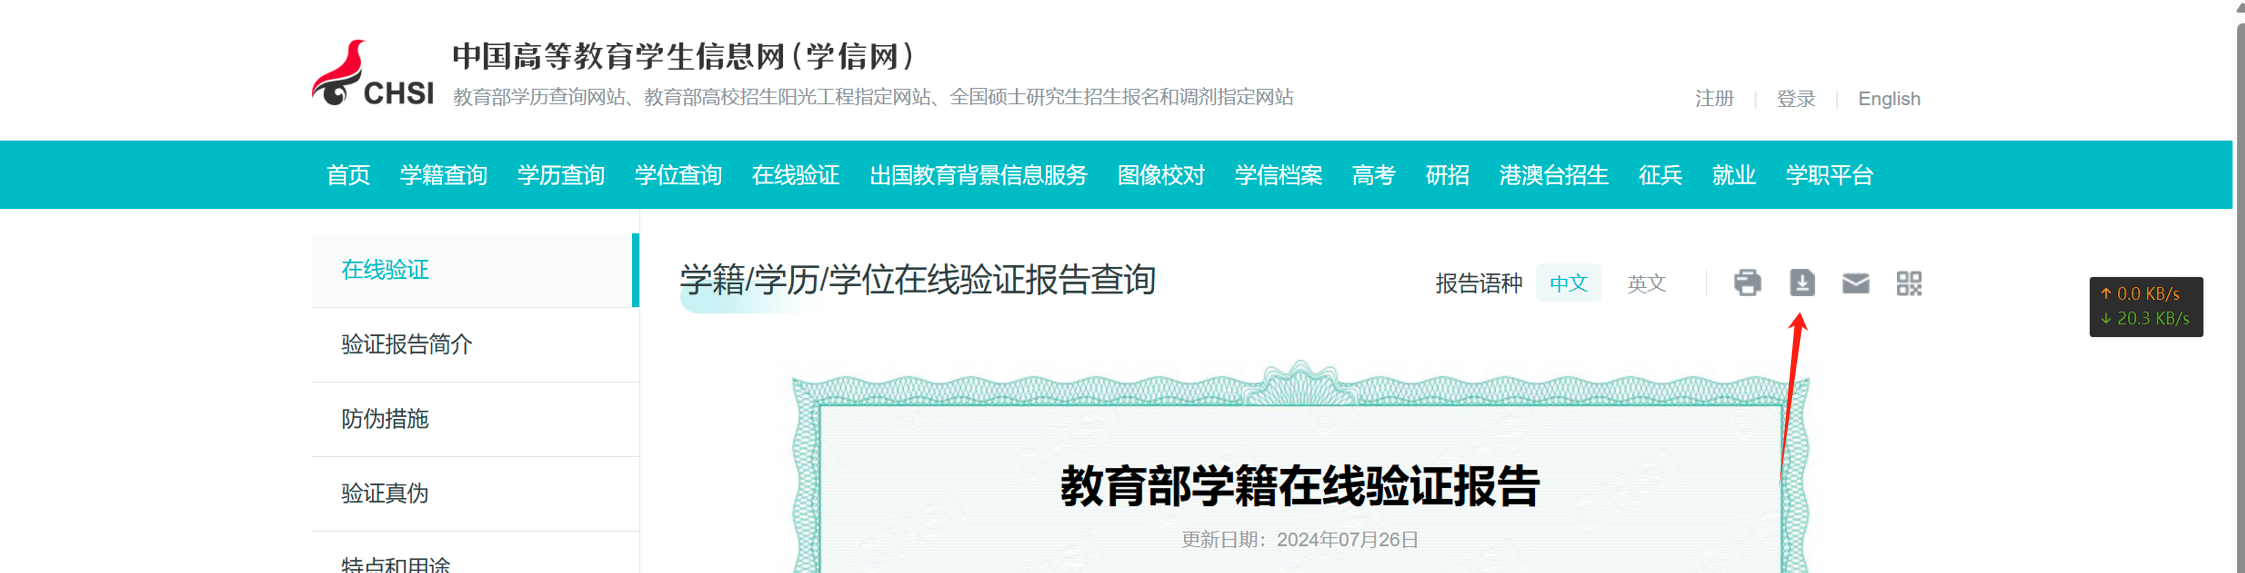 中国高等教育学生信息网（学信网）
CHSI
教育部学历查询网站、教育部高校招生阳光工程指定网站、全国硕士研究生招生报名和调剂指定网站
注册 | 登录 | English
首页 学籍查询 学历查询 学位查询 在线验证 出国教育背景信息服务 图像校对 学信档案 高考 研招 港澳台招生 征兵 就业 学职平台
在线验证
验证报告简介
防伪措施
验证真伪
特点和用途
学籍/学历/学位在线验证报告查询
报告语种 中文 英文
↑ 0.0 KB/s
↓ 20.3 KB/s
教育部学籍在线验证报告
更新日期：2024年07月26日
CHSI
CHSI
CHSI
CHSI